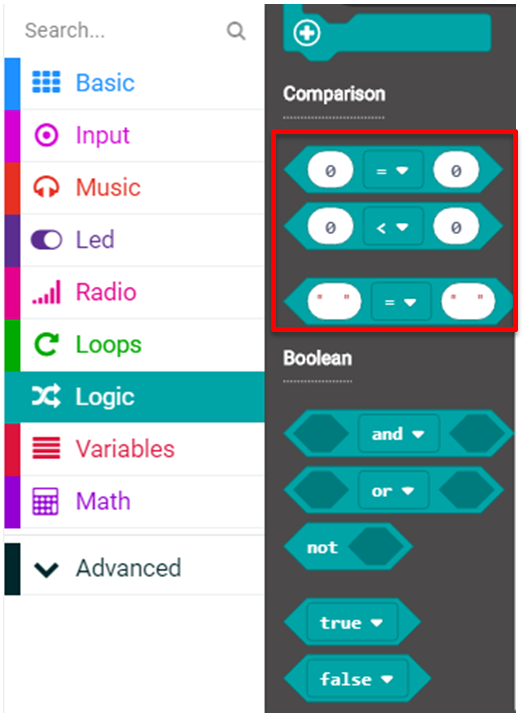 Search...
Basic
Input
Music
Led
Radio
Loops
Logic
Variables
Math
Advanced
Comparison
0 = 0
0 < 0
" " = " "
Boolean
and
or
not
true
false